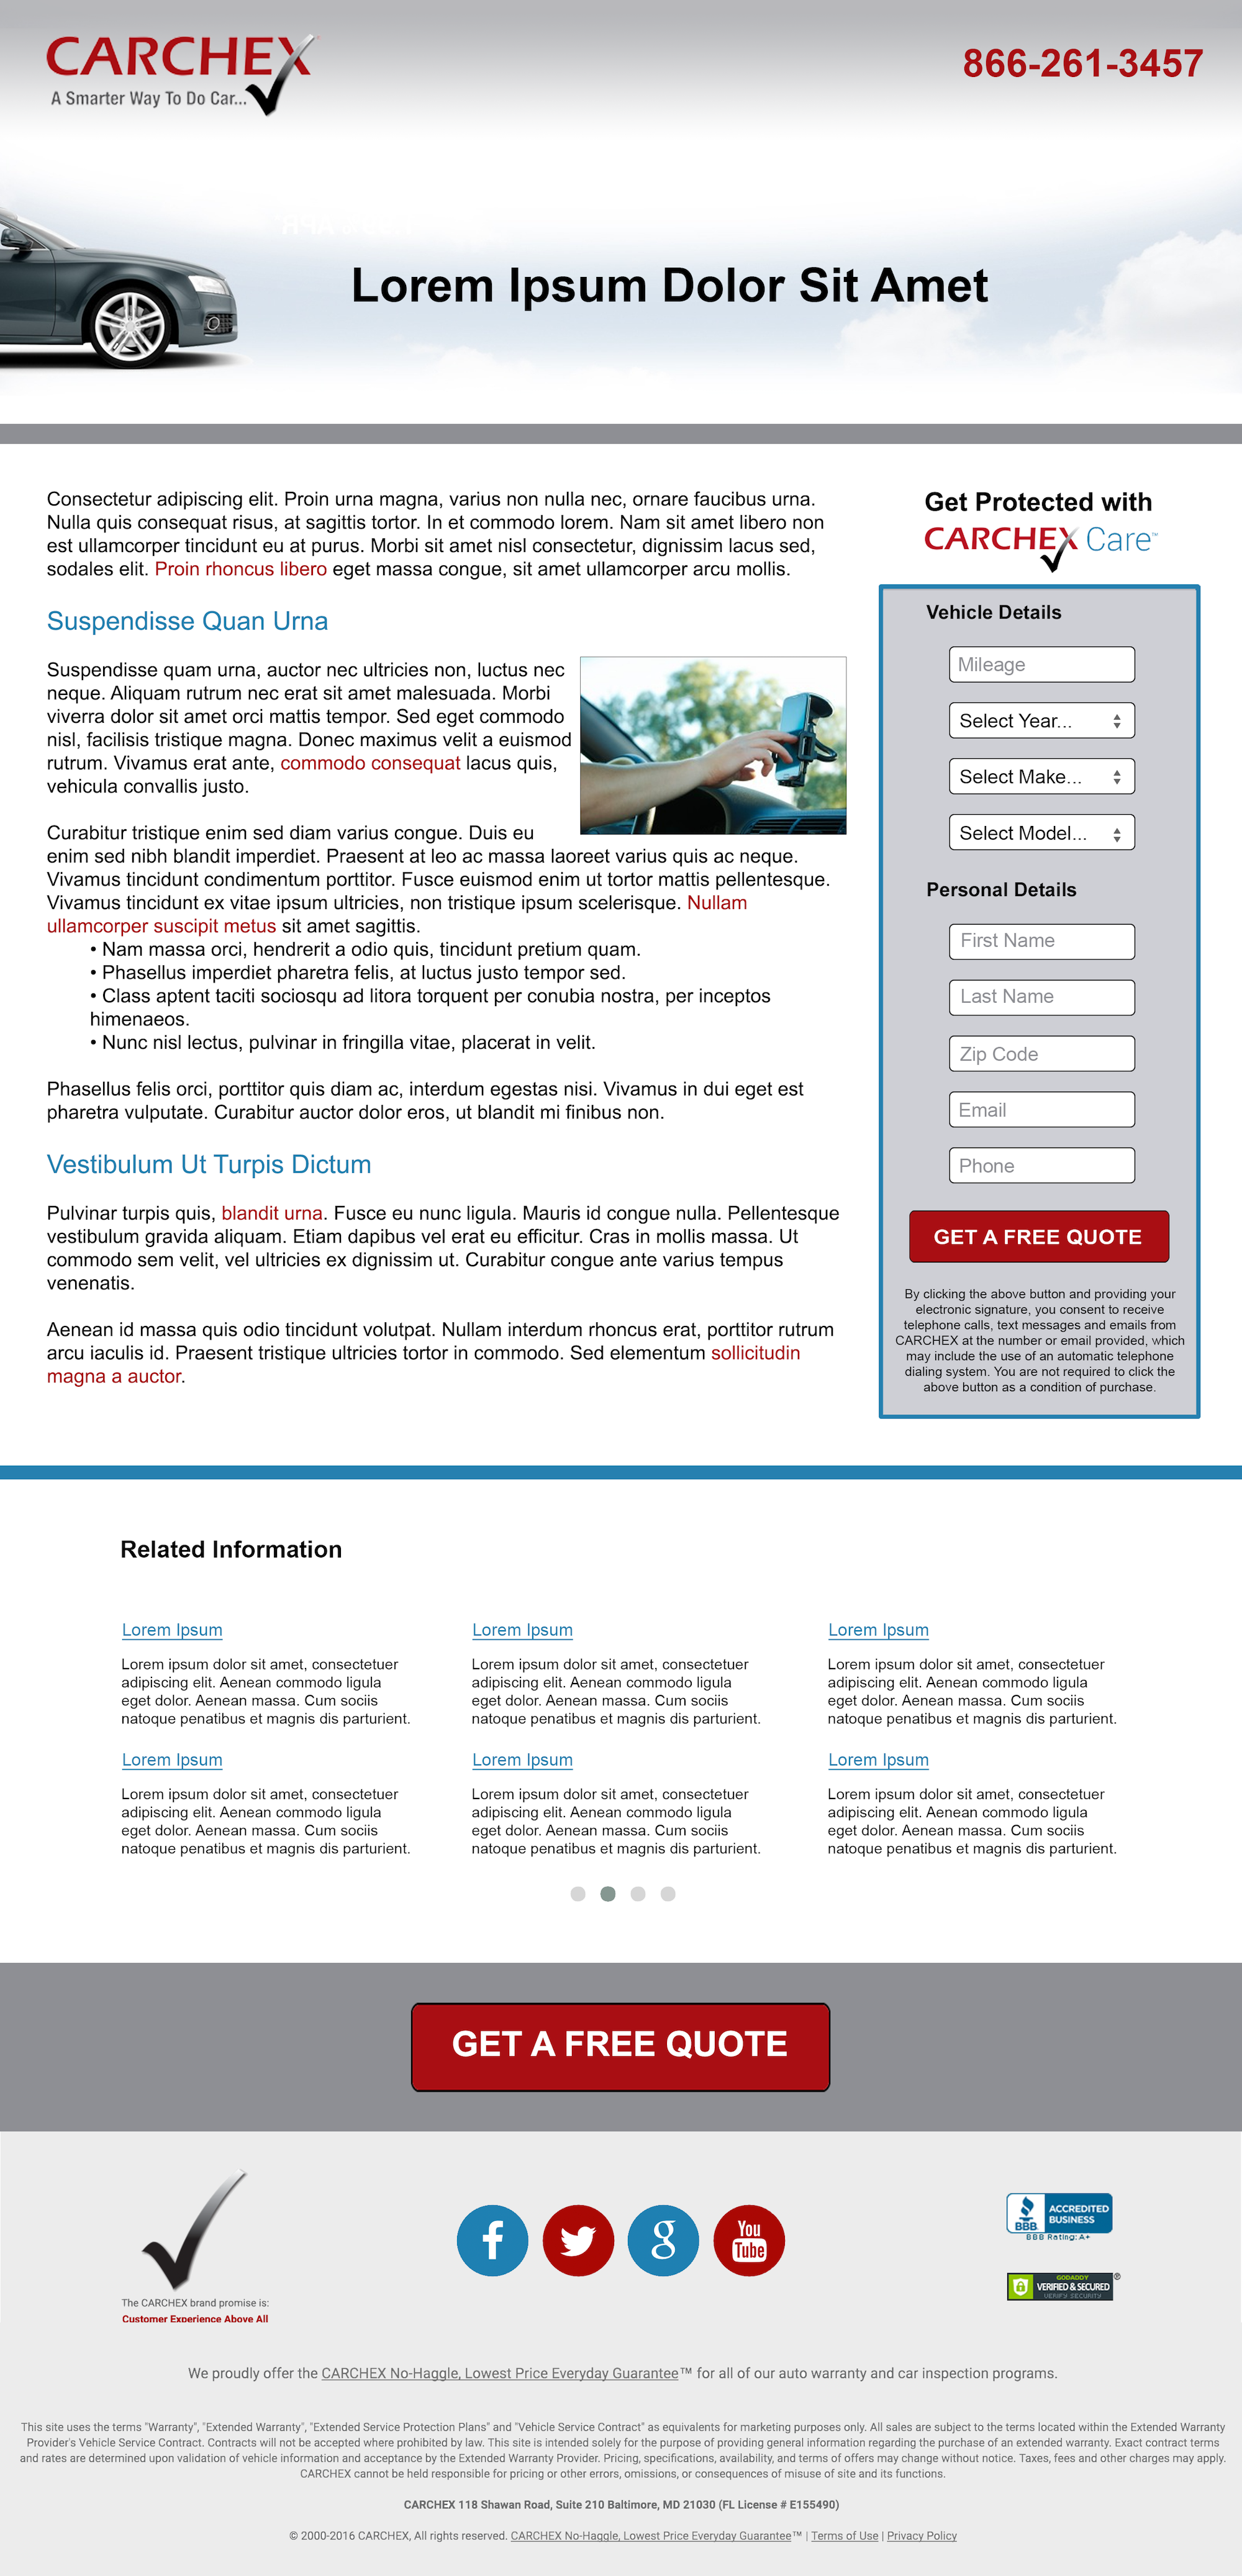 CARCHEX
A Smarter Way To Do Car...
866-261-3457
Lorem Ipsum Dolor Sit Amet
Consectetur adipiscing elit. Proin urna magna, varius non nulla nec, ornare faucibus urna.
Nulla quis consequat risus, at sagittis tortor. In et commodo lorem. Nam sit amet libero non
est ullamcorper tincidunt eu at purus. Morbi sit amet nisl consectetur, dignissim lacus sed,
sodales elit. Proin rhoncus libero eget massa congue, sit amet ullamcorper arcu mollis.
Suspendisse Quan Urna
Suspendisse quam urna, auctor nec ultricies non, luctus nec
neque. Aliquam rutrum nec erat sit amet malesuada. Morbi
viverra dolor sit amet orci mattis tempor. Sed eget commodo
nisl, facilisis tristique magna. Donec maximus velit a euismod
rutrum. Vivamus erat ante, commodo consequat lacus quis,
vehicula convallis justo.
Curabitur tristique enim sed diam varius congue. Duis eu
enim sed nibh blandit imperdiet. Praesent at leo ac massa laoreet varius quis ac neque.
Vivamus tincidunt condimentum porttitor. Fusce euismod enim ut tortor mattis pellentesque.
Vivamus tincidunt ex vitae ipsum ultricies, non tristique ipsum scelerisque. Nullam
ullamcorper suscipit metus sit amet sagittis.
• Nam massa orci, hendrerit a odio quis, tincidunt pretium quam.
• Phasellus imperdiet pharetra felis, at luctus justo tempor sed.
• Class aptent taciti sociosqu ad litora torquent per conubia nostra, per inceptos
himenaeos.
• Nunc nisl lectus, pulvinar in fringilla vitae, placerat in velit.
Phasellus felis orci, porttitor quis diam ac, interdum egestas nisi. Vivamus in dui eget est
pharetra vulputate. Curabitur auctor dolor eros, ut blandit mi finibus non.
Vestibulum Ut Turpis Dictum
Pulvinar turpis quis, blandit urna. Fusce eu nunc ligula. Mauris id congue nulla. Pellentesque
vestibulum gravida aliquam. Etiam dapibus vel erat eu efficitur. Cras in mollis massa. Ut
commodo sem velit, vel ultricies ex dignissim ut. Curabitur congue ante varius tempus
venenatis.
Aenean id massa quis odio tincidunt volutpat. Nullam interdum rhoncus erat, porttitor rutrum
arcu iaculis id. Praesent tristique ultricies tortor in commodo. Sed elementum sollicitudin
magna a auctor.
Get Protected with
CARCHEX Care™
Vehicle Details
Mileage
Select Year...
Select Make...
Select Model...
Personal Details
First Name
Last Name
Zip Code
Email
Phone
GET A FREE QUOTE
By clicking the above button and providing your
electronic signature, you consent to receive
telephone calls, text messages and emails from
CARCHEX at the number or email provided, which
may include the use of an automatic telephone
dialing system. You are not required to click the
above button as a condition of purchase.
Related Information
Lorem Ipsum
Lorem ipsum dolor sit amet, consectetuer
adipiscing elit. Aenean commodo ligula
eget dolor. Aenean massa. Cum sociis
natoque penatibus et magnis dis parturient.
Lorem Ipsum
Lorem ipsum dolor sit amet, consectetuer
adipiscing elit. Aenean commodo ligula
eget dolor. Aenean massa. Cum sociis
natoque penatibus et magnis dis parturient.
Lorem Ipsum
Lorem ipsum dolor sit amet, consectetuer
adipiscing elit. Aenean commodo ligula
eget dolor. Aenean massa. Cum sociis
natoque penatibus et magnis dis parturient.
Lorem Ipsum
Lorem ipsum dolor sit amet, consectetuer
adipiscing elit. Aenean commodo ligula
eget dolor. Aenean massa. Cum sociis
natoque penatibus et magnis dis parturient.
Lorem Ipsum
Lorem ipsum dolor sit amet, consectetuer
adipiscing elit. Aenean commodo ligula
eget dolor. Aenean massa. Cum sociis
natoque penatibus et magnis dis parturient.
Lorem Ipsum
Lorem ipsum dolor sit amet, consectetuer
adipiscing elit. Aenean commodo ligula
eget dolor. Aenean massa. Cum sociis
natoque penatibus et magnis dis parturient.
GET A FREE QUOTE
The CARCHEX brand promise is:
Customer Experience Above All
f
g
You
Tube
BBB.
ACCREDITED
BUSINESS
BBB Rating: A+
GODADDY
VERIFIED & SECURED
VERIFY SECURITY
®
We proudly offer the CARCHEX No-Haggle, Lowest Price Everyday Guarantee™ for all of our auto warranty and car inspection programs.
This site uses the terms "Warranty", "Extended Warranty", "Extended Service Protection Plans" and "Vehicle Service Contract" as equivalents for marketing purposes only. All sales are subject to the terms located within the Extended Warranty
Provider's Vehicle Service Contract. Contracts will not be accepted where prohibited by law. This site is intended solely for the purpose of providing general information regarding the purchase of an extended warranty. Exact contract terms
and rates are determined upon validation of vehicle information and acceptance by the Extended Warranty Provider. Pricing, specifications, availability, and terms of offers may change without notice. Taxes, fees and other charges may apply.
CARCHEX cannot be held responsible for pricing or other errors, omissions, or consequences of misuse of site and its functions.
CARCHEX 118 Shawan Road, Suite 210 Baltimore, MD 21030 (FL License # E155490)
© 2000-2016 CARCHEX, All rights reserved. CARCHEX No-Haggle, Lowest Price Everyday Guarantee™ | Terms of Use | Privacy Policy